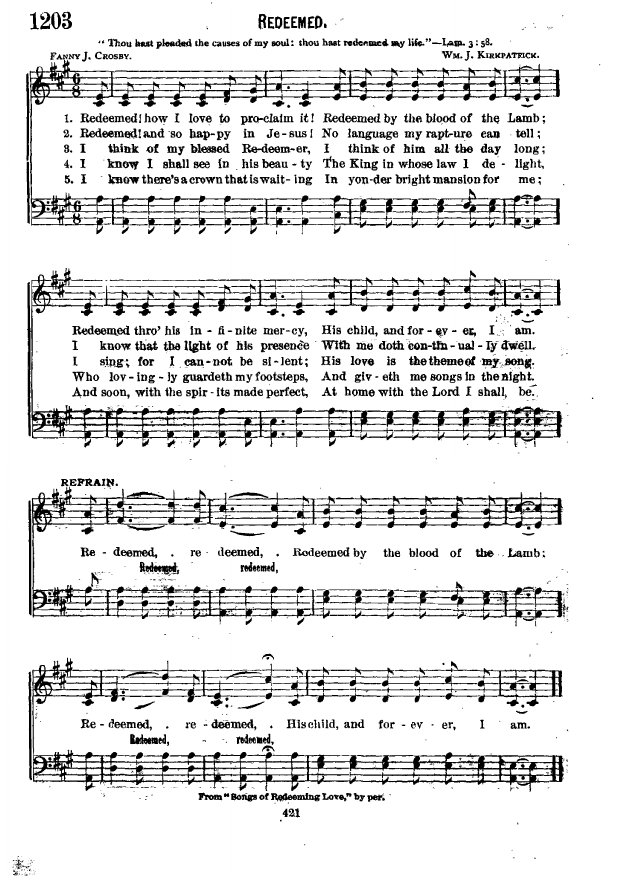 1203
REDEEMED.
" Thou hast pleaded the causes of my soul: thou hast redeemed my life."—Lam. 3 : 58.
FANNY J. CROSBY. WM. J. KIRKPATRICK.
1. Redeemed! how I love to pro-claim it! Redeemed by the blood of the Lamb;
2. Redeemed! and so hap-py in Je-sus! No language my rapt-ure can tell;
3. I think of my blessed Re-deem-er, I think of him all the day long;
4. I know I shall see in his beau-ty The King in whose law I de-light,
5. I know there's a crown that is wait-ing In yon-der bright mansion for me;
Redeemed thro' his in-fi-nite mer-cy, His child, and for-ev-er, I am.
I know that the light of his presence With me doth con-tin-ual-ly dwell.
I sing; for I can-not be si-lent; His love is the theme of my song.
Who lov-ing-ly guardeth my footsteps, And giv-eth me songs in the night.
And soon, with the spir-its made perfect, At home with the Lord I shall, be.
REFRAIN.
Re-deemed, . re-deemed, . Redeemed by the blood of the Lamb;
Redeemed, redeemed,
Re-deemed, . re-deemed, . His child, and for-ev-er, I am.
Redeemed, redeemed,
From "Songs of Redeeming Love," by per.
421